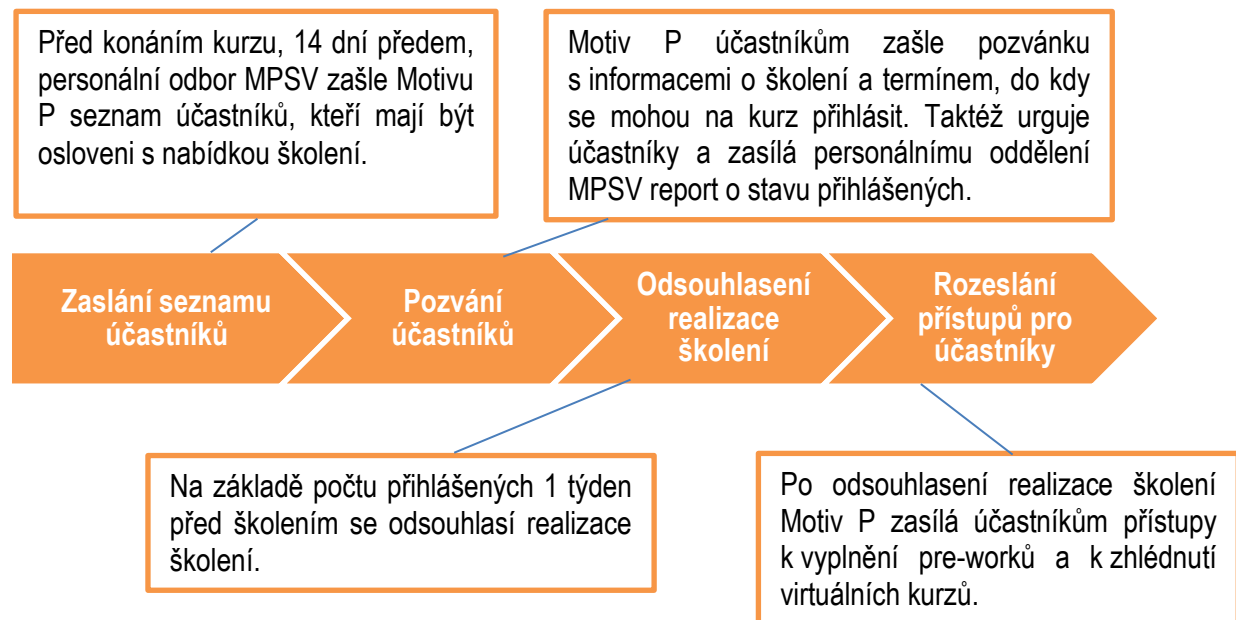 Před konáním kurzu, 14 dní předem,
personální odbor MPSV zašle Motivu
P seznam účastníků, kteří mají být
osloveni s nabídkou školení.
Motiv P účastníkům zašle pozvánku
s informacemi o školení a termínem, do kdy
se mohou na kurz přihlásit. Taktéž urguje
účastníky a zasílá personálnímu oddělení
MPSV report o stavu přihlášených.
Zaslání seznamu
účastníků
Pozvání
účastníků
Odsouhlasení
realizace
školení
Rozeslání
přístupů pro
účastníky
Na základě počtu přihlášených 1 týden
před školením se odsouhlasí realizace
školení.
Po odsouhlasení realizace školení
Motiv P zasílá účastníkům přístupy
k vyplnění pre-worků a k zhlédnutí
virtuálních kurzů.